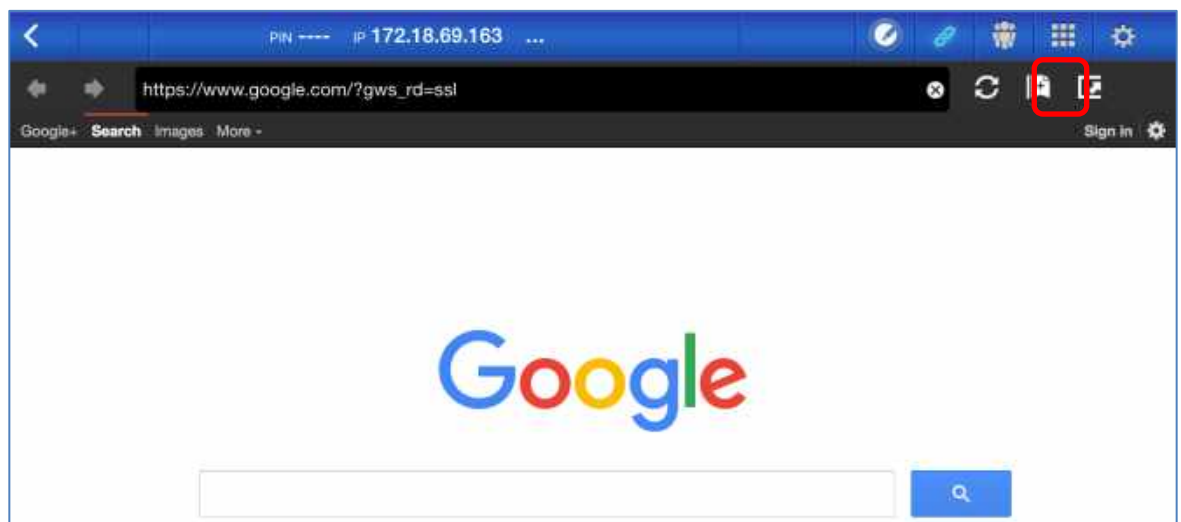 PIN ---- IP 172.18.69.163 ...
https://www.google.com/?gws_rd=ssl
Google+ Search Images More Sign in
Google